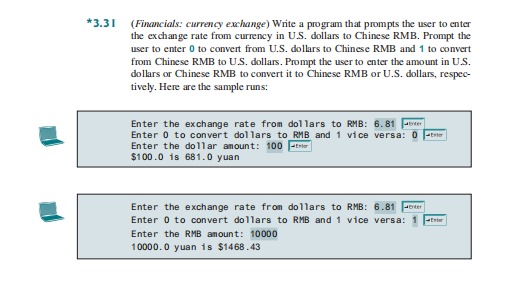 *3.31 (Financials: currency exchange) Write a program that prompts the user to enter
the exchange rate from currency in U.S. dollars to Chinese RMB. Prompt the
user to enter 0 to convert from U.S. dollars to Chinese RMB and 1 to convert
from Chinese RMB to U.S. dollars. Prompt the user to enter the amount in U.S.
dollars or Chinese RMB to convert it to Chinese RMB or U.S. dollars, respec-
tively. Here are the sample runs:
Enter the exchange rate from dollars to RMB: 6.81 ↵Enter
Enter 0 to convert dollars to RMB and 1 vice versa: 0 ↵Enter
Enter the dollar amount: 100 ↵Enter
$100.0 is 681.0 yuan
Enter the exchange rate from dollars to RMB: 6.81 ↵Enter
Enter 0 to convert dollars to RMB and 1 vice versa: 1 ↵Enter
Enter the RMB amount: 10000
10000.0 yuan is $1468.43